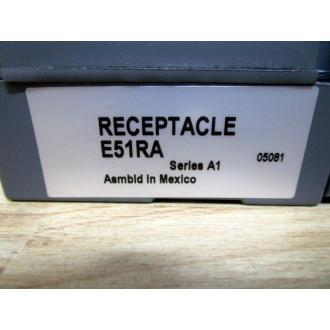 RECEPTACLE
E51RA
Series A1 05081
Asmbld in Mexico